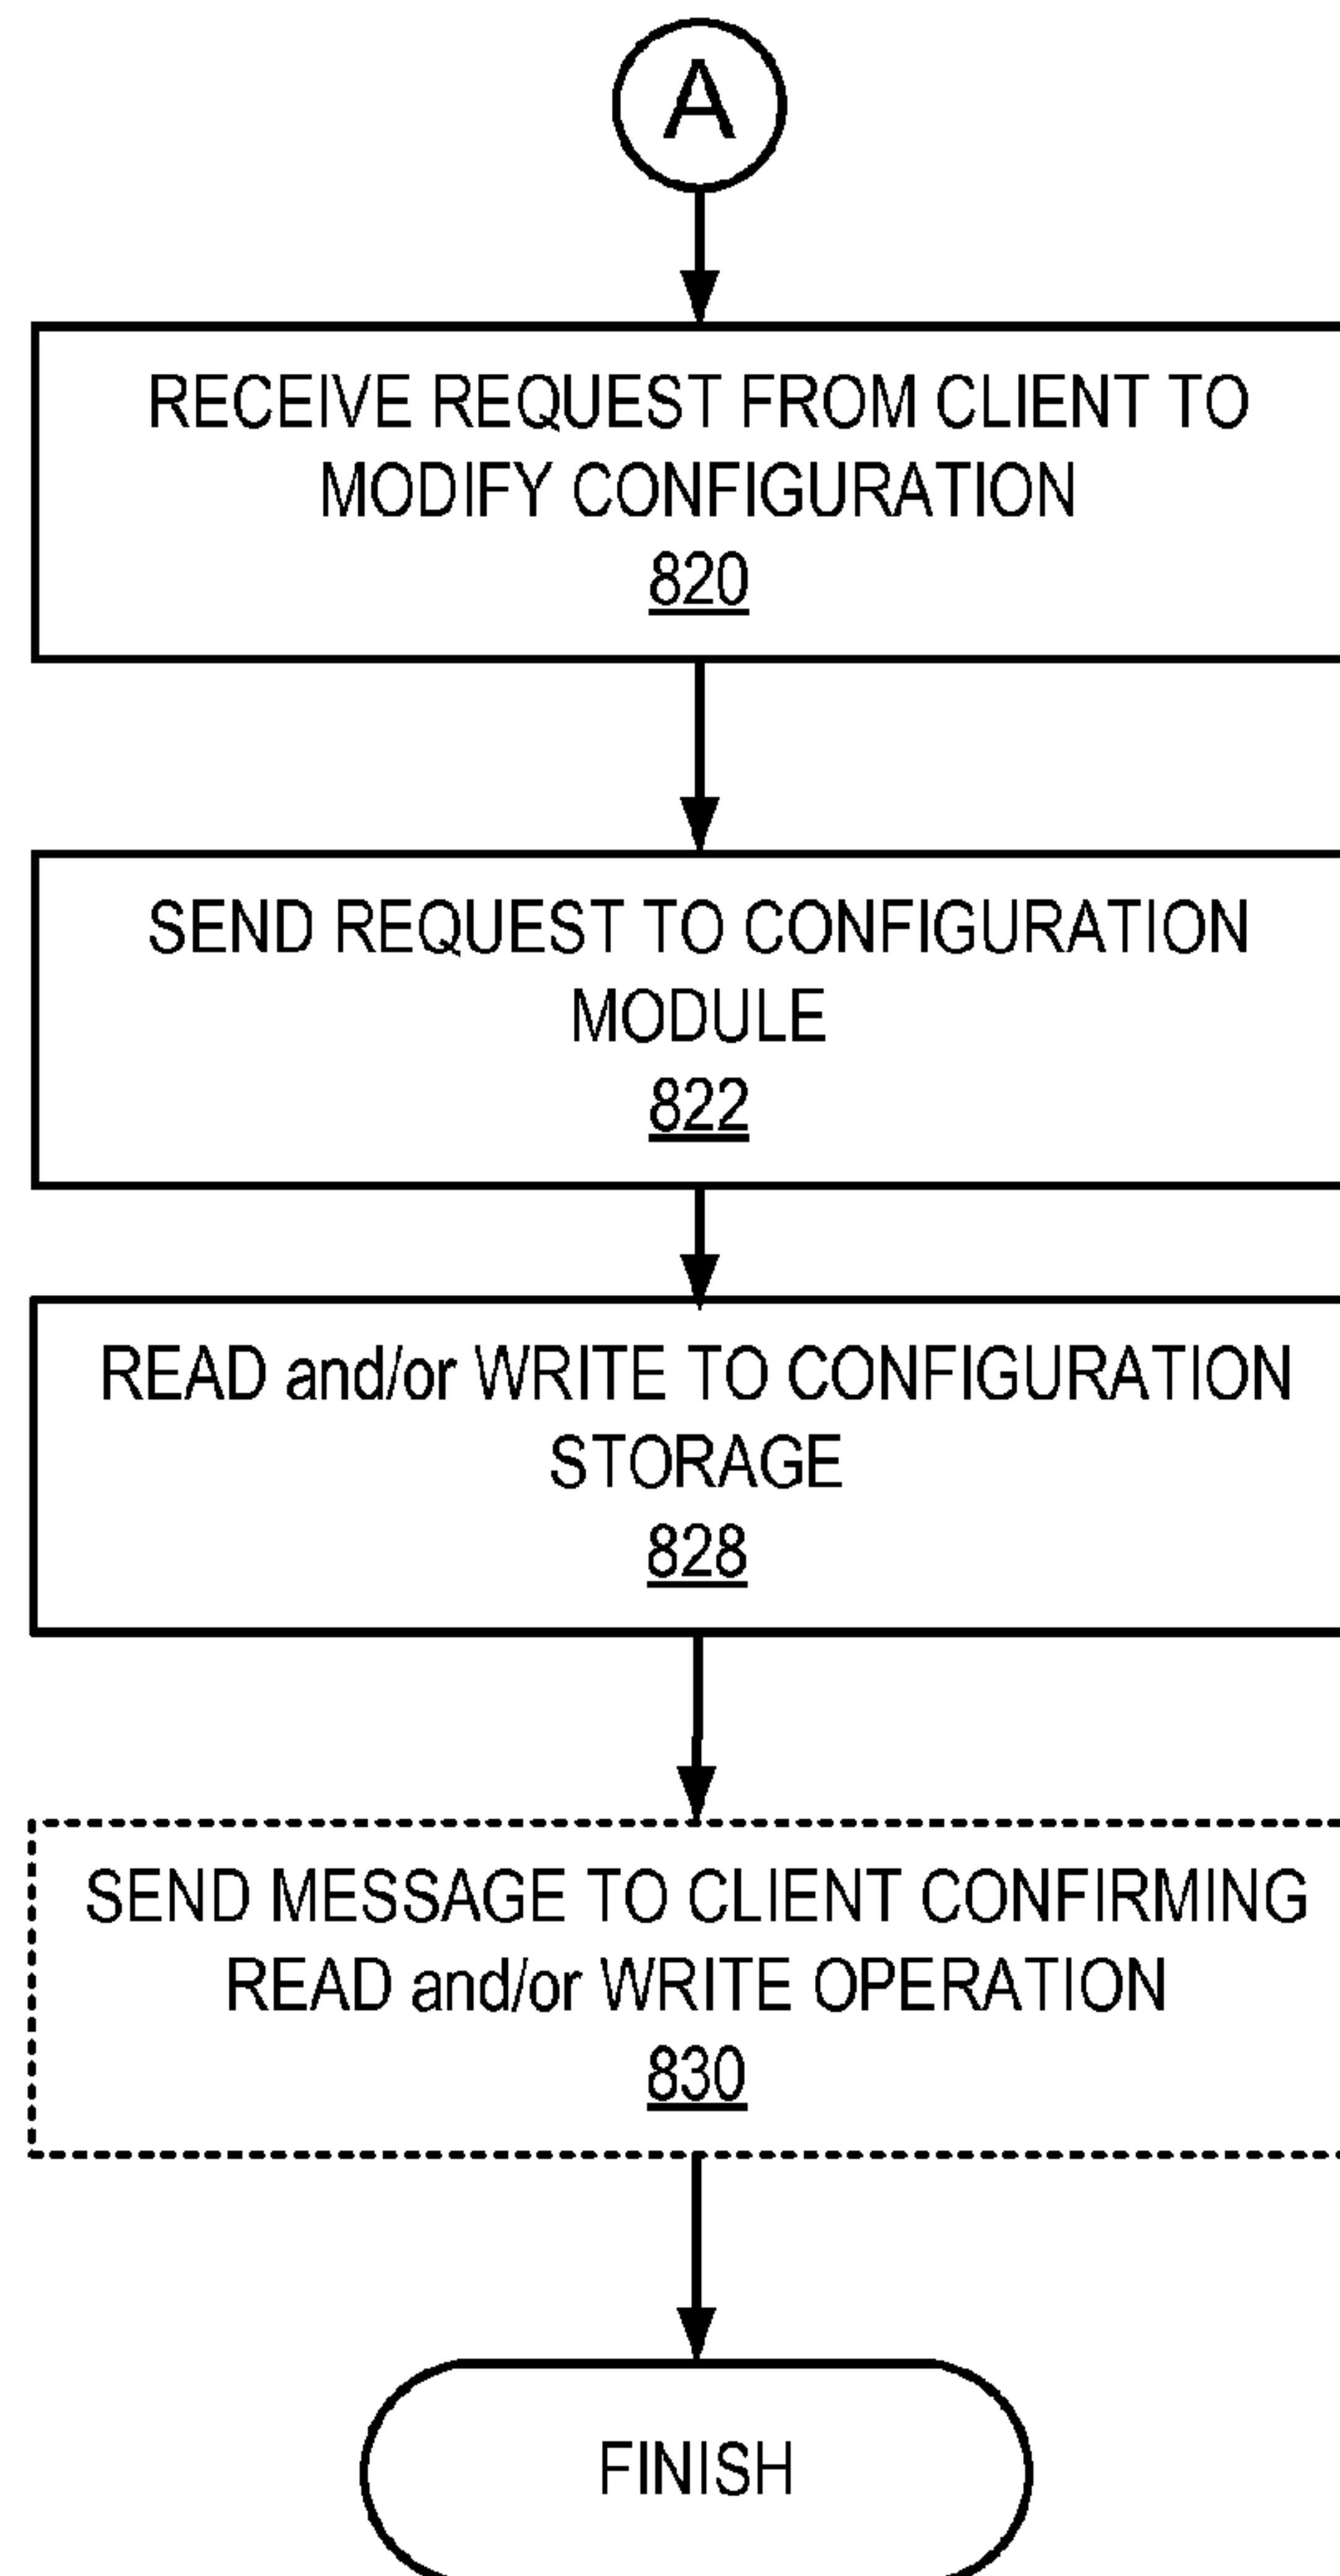 A
RECEIVE REQUEST FROM CLIENT TO
MODIFY CONFIGURATION
820
SEND REQUEST TO CONFIGURATION
MODULE
822
READ and/or WRITE TO CONFIGURATION
STORAGE
828
SEND MESSAGE TO CLIENT CONFIRMING
READ and/or WRITE OPERATION
830
FINISH